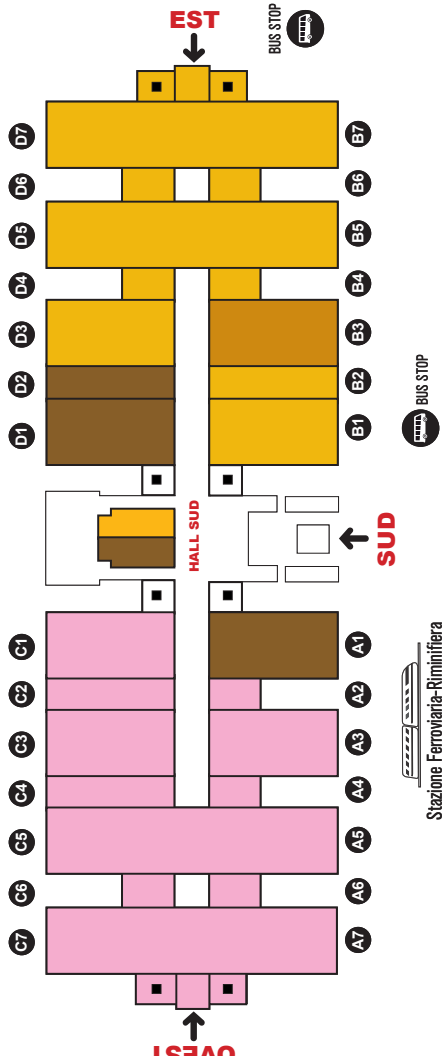 EST
BUS STOP
D7
B7
D6
B6
D5
B5
D4
B4
D3
B3
D2
B2
D1
B1
BUS STOP
HALL SUD
SUD
C1
A1
C2
A2
C3
A3
C4
A4
C5
A5
C6
A6
C7
A7
Stazione Ferroviaria-Riminifiera
OVEST